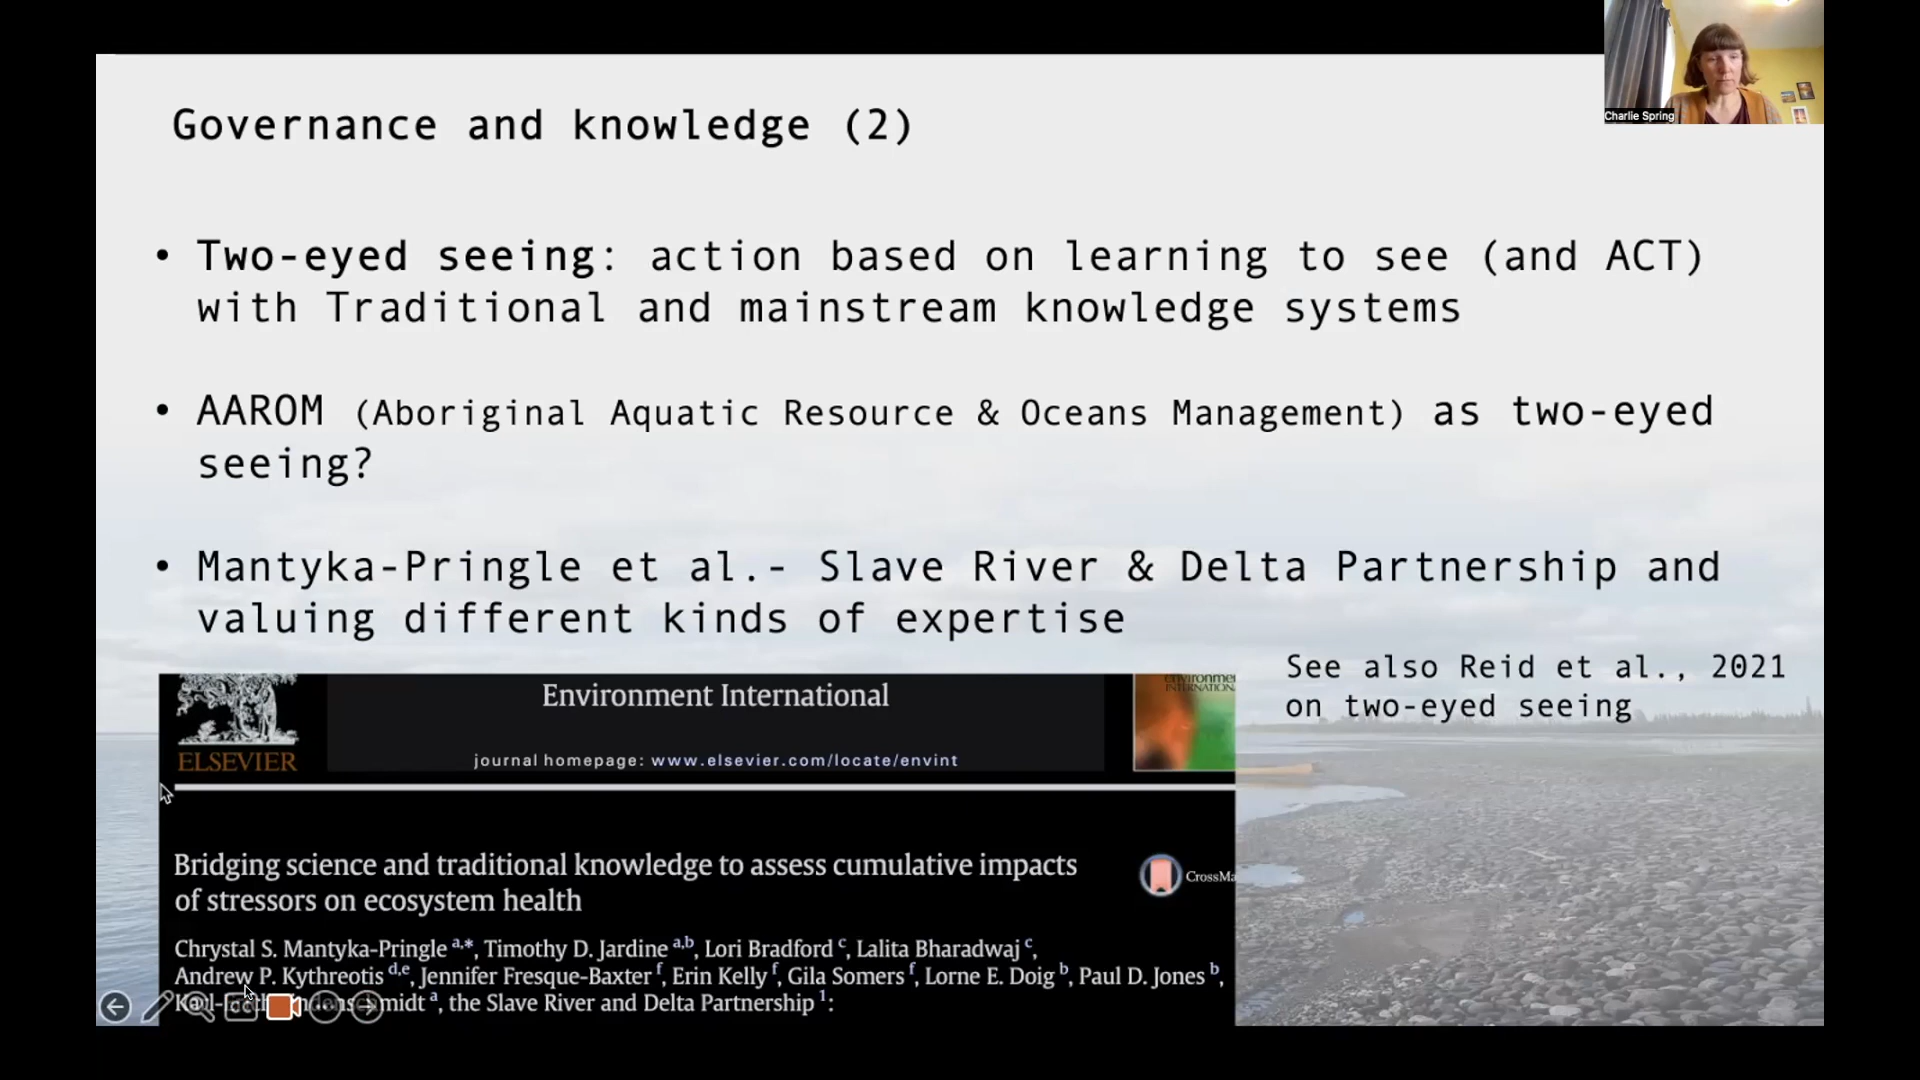 Charlie Spring
Governance and knowledge (2)
• Two-eyed seeing: action based on learning to see (and ACT)
with Traditional and mainstream knowledge systems
• AAROM (Aboriginal Aquatic Resource & Oceans Management) as two-eyed
seeing?
• Mantyka-Pringle et al.- Slave River & Delta Partnership and
valuing different kinds of expertise
See also Reid et al., 2021
on two-eyed seeing
ELSEVIER
Environment International
journal homepage: www.elsevier.com/locate/envint
Bridging science and traditional knowledge to assess cumulative impacts
of stressors on ecosystem health
Chrystal S. Mantyka-Pringle a,*, Timothy D. Jardine a,b, Lori Bradford c, Lalita Bharadwaj c,
Andrew P. Kythreotis d,e, Jennifer Fresque-Baxter f, Erin Kelly f, Gila Somers f, Lorne E. Doig b, Paul D. Jones b,
a, the Slave River and Delta Partnership 1: